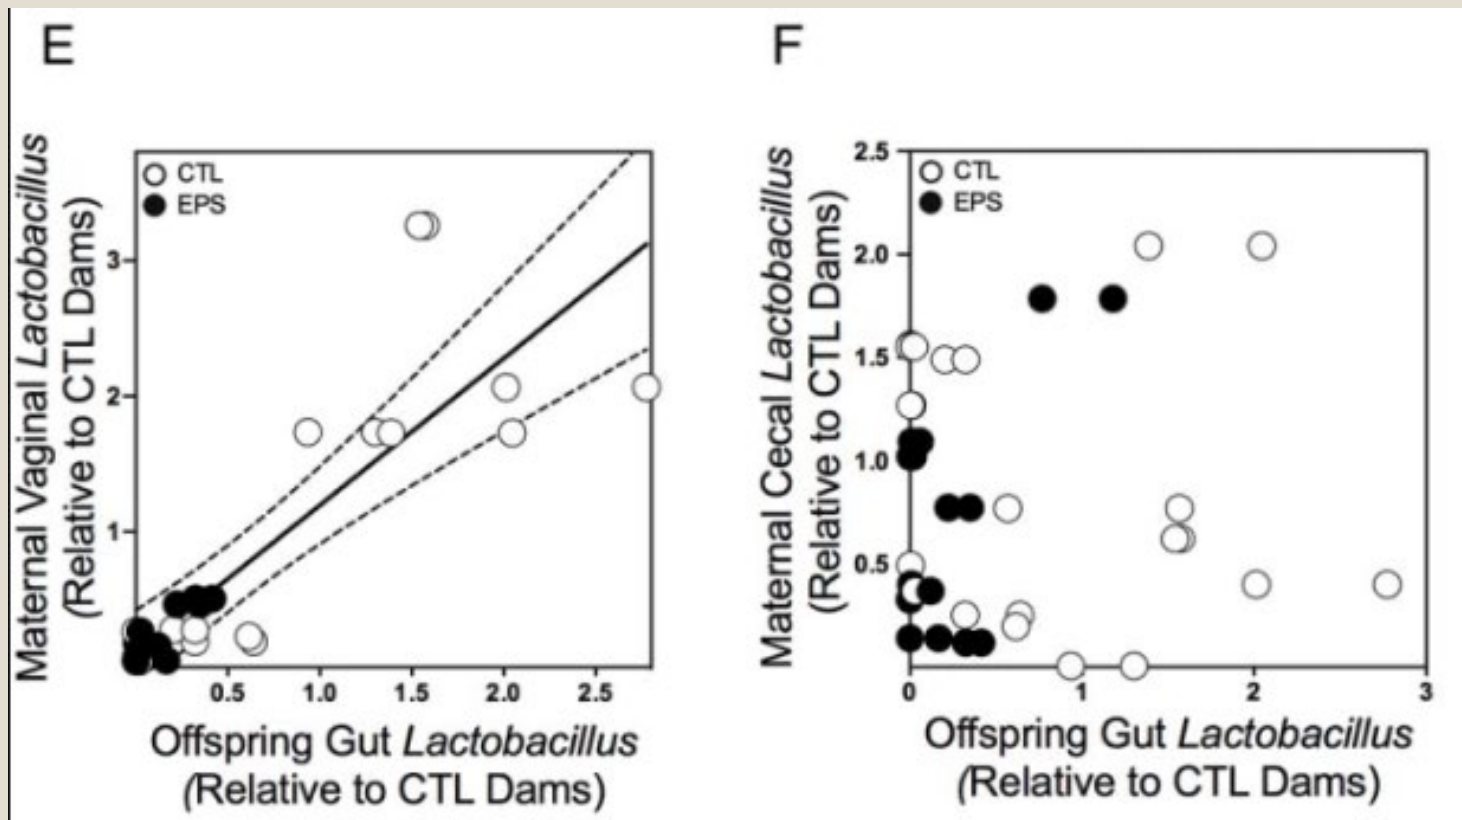 E
Maternal Vaginal Lactobacillus
(Relative to CTL Dams)
CTL
EPS
3
2
1
0.5 1.0 1.5 2.0 2.5
Offspring Gut Lactobacillus
(Relative to CTL Dams)
F
Maternal Cecal Lactobacillus
(Relative to CTL Dams)
CTL
EPS
2.5
2.0
1.5
1.0
0.5
0 1 2 3
Offspring Gut Lactobacillus
(Relative to CTL Dams)